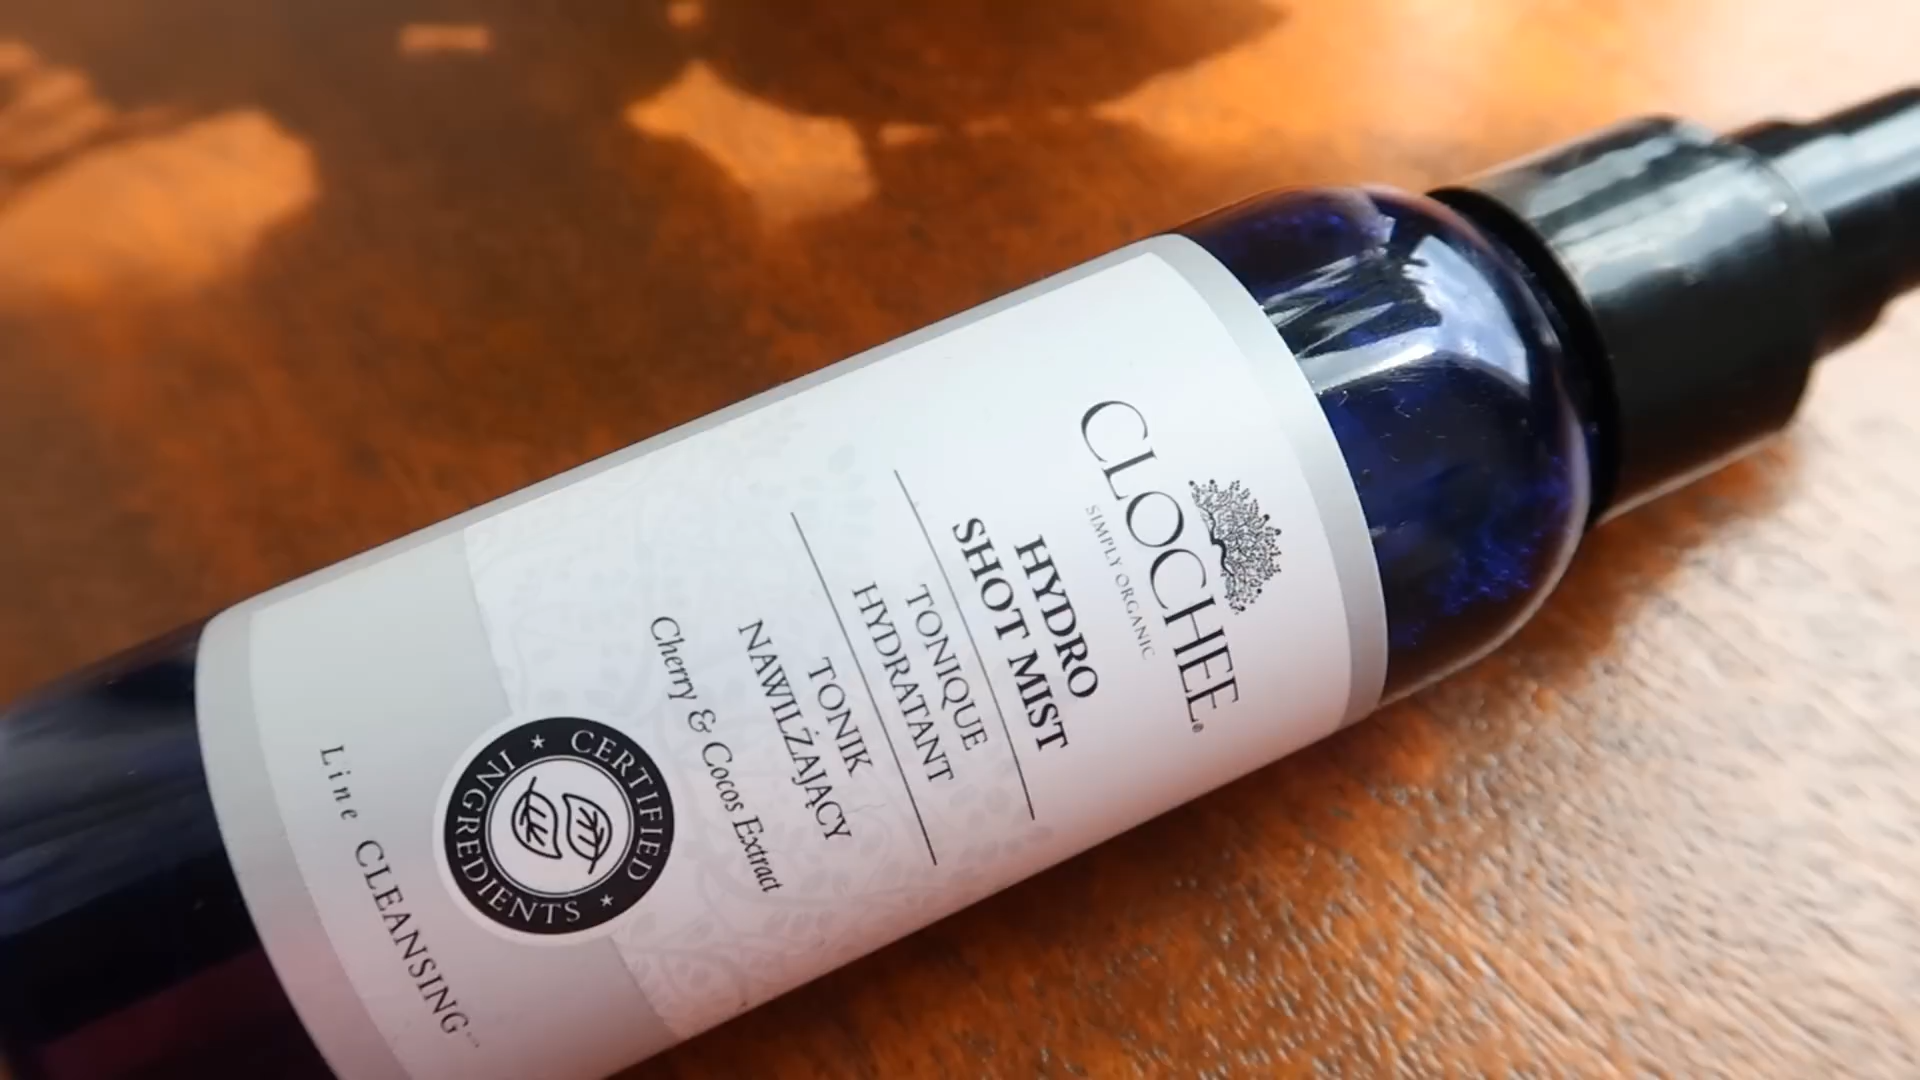 CLOCHEE®
SIMPLY ORGANIC
HYDRO
SHOT MIST
TONIQUE
HYDRATANT
TONIK
NAWILŻAJĄCY
Cherry & Cocos Extract
CERTIFIED
INGREDIENTS
Line CLEANSING